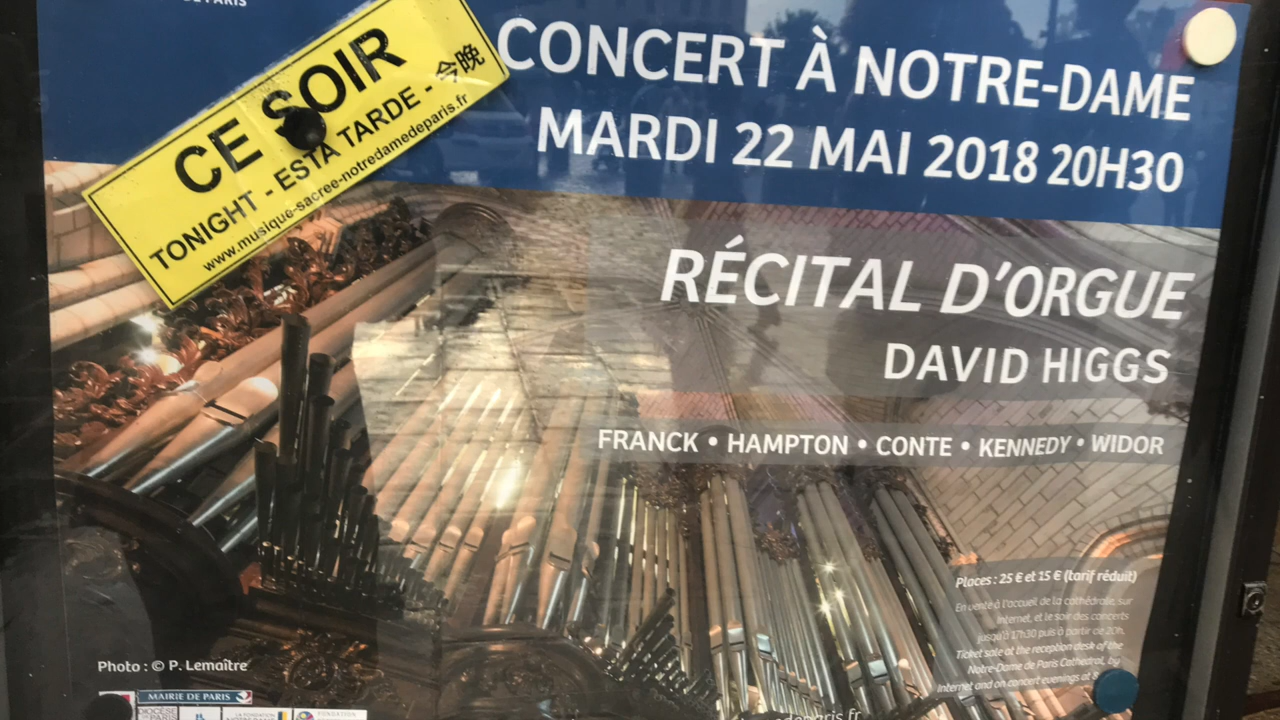 DE PARIS
CE SOIR
TONIGHT - ESTA TARDE - 今晚
www.musique-sacree-notredamedeparis.fr
CONCERT À NOTRE-DAME
MARDI 22 MAI 2018 20H30
RÉCITAL D'ORGUE
DAVID HIGGS
FRANCK • HAMPTON • CONTE • KENNEDY • WIDOR
Places : 25 € et 15 € (tarif réduit)
En vente à l'accueil de la cathédrale, sur
internet, et le soir des concerts
jusqu'à 17h30 puis à partir de 20h.
Ticket sale at the reception desk of the
Notre-Dame de Paris Cathedral, by
internet and on concert evenings at
Photo : © P. Lemaître
MAIRIE DE PARIS
DIOCÈSE
FONDATION